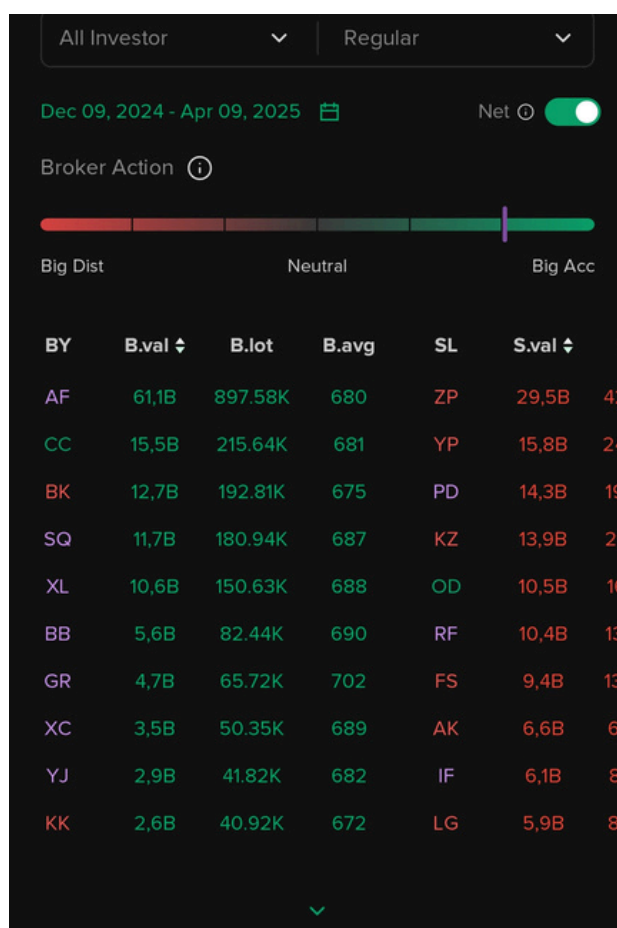 All Investor Regular
Dec 09, 2024 - Apr 09, 2025 Net
Broker Action
Big Dist Neutral Big Acc
BY B.val B.lot B.avg SL S.val
AF 61,1B 897.58K 680 ZP 29,5B
CC 15,5B 215.64K 681 YP 15,8B
BK 12,7B 192.81K 675 PD 14,3B
SQ 11,7B 180.94K 687 KZ 13,9B
XL 10,6B 150.63K 688 OD 10,5B
BB 5,6B 82.44K 690 RF 10,4B
GR 4,7B 65.72K 702 FS 9,4B
XC 3,5B 50.35K 689 AK 6,6B
YJ 2,9B 41.82K 682 IF 6,1B
KK 2,6B 40.92K 672 LG 5,9B